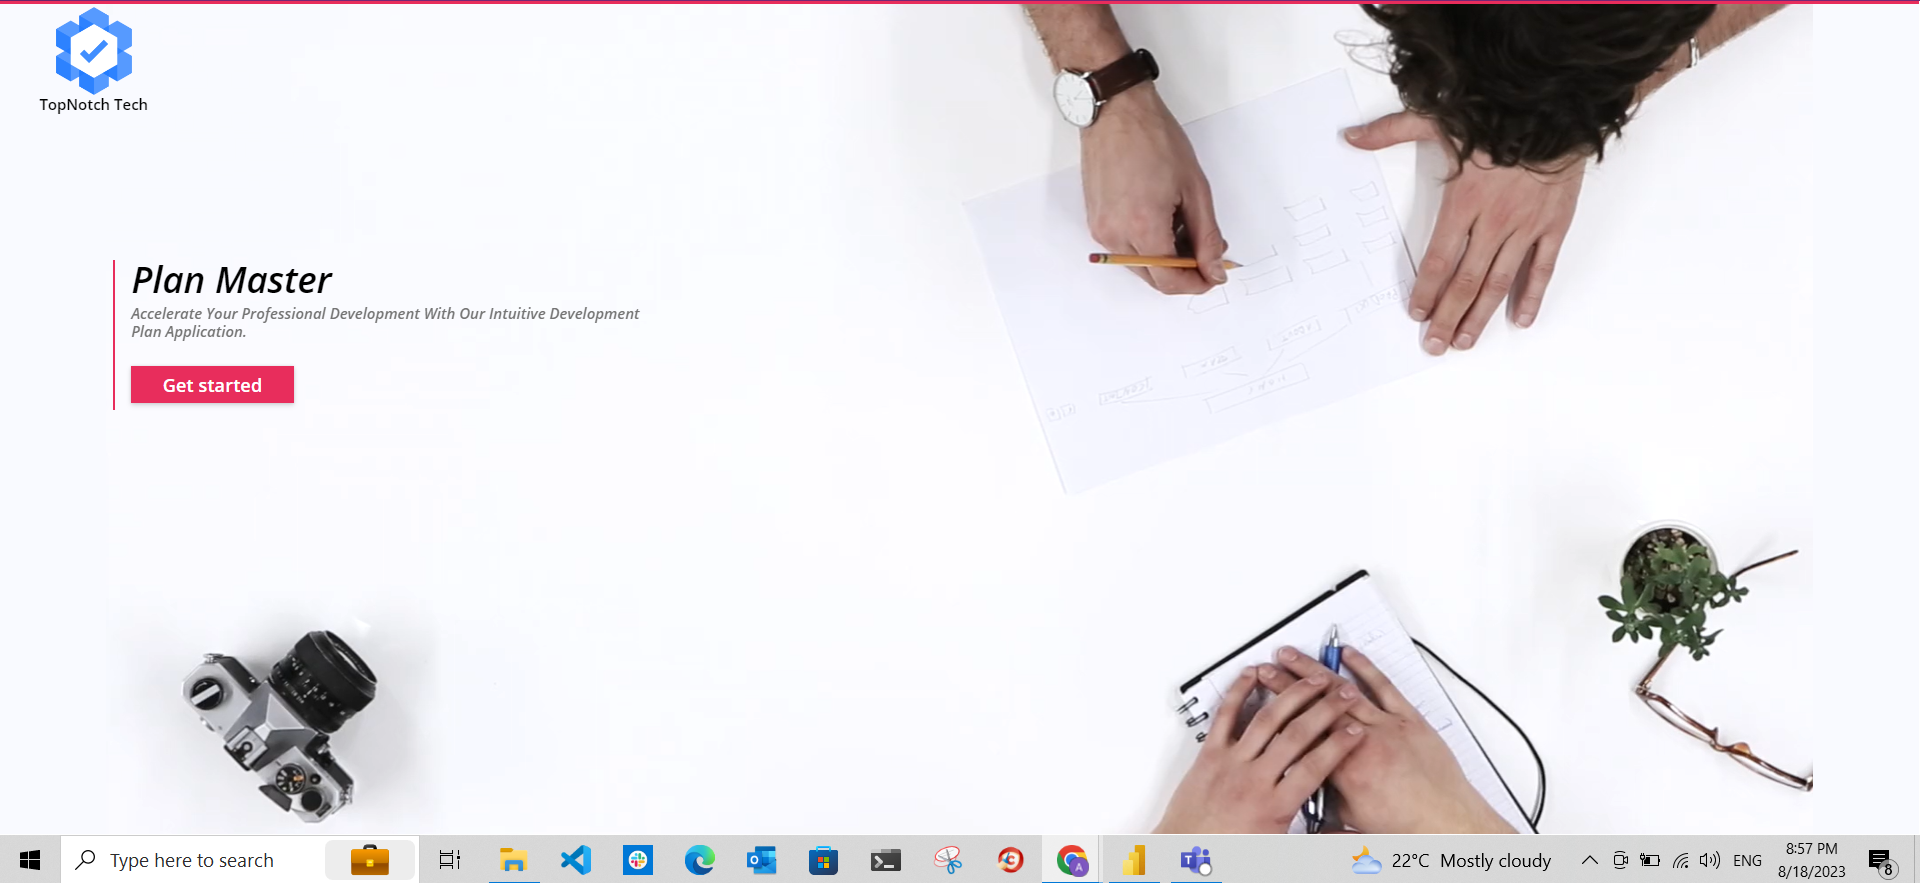 TopNotch Tech
Plan Master
Accelerate Your Professional Development With Our Intuitive Development
Plan Application.
Get started
Type here to search
22°C Mostly cloudy
ENG
8:57 PM
8/18/2023
8